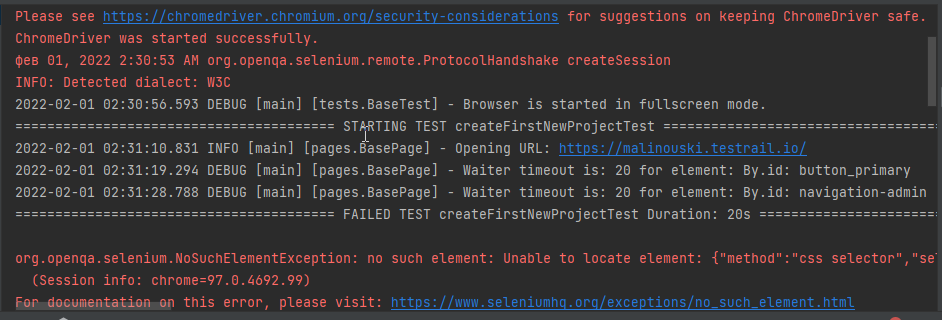 Please see https://chromedriver.chromium.org/security-considerations for suggestions on keeping ChromeDriver safe.
ChromeDriver was started successfully.
фев 01, 2022 2:30:53 AM org.openqa.selenium.remote.ProtocolHandshake createSession
INFO: Detected dialect: W3C
2022-02-01 02:30:56.593 DEBUG [main] [tests.BaseTest] - Browser is started in fullscreen mode.
======================================== STARTING TEST createFirstNewProjectTest ===================================
2022-02-01 02:31:10.831 INFO [main] [pages.BasePage] - Opening URL: https://malinouski.testrail.io/
2022-02-01 02:31:19.294 DEBUG [main] [pages.BasePage] - Waiter timeout is: 20 for element: By.id: button_primary
2022-02-01 02:31:28.788 DEBUG [main] [pages.BasePage] - Waiter timeout is: 20 for element: By.id: navigation-admin
======================================== FAILED TEST createFirstNewProjectTest Duration: 20s =======================
org.openqa.selenium.NoSuchElementException: no such element: Unable to locate element: {"method":"css selector","sel
(Session info: chrome=97.0.4692.99)
For documentation on this error, please visit: https://www.seleniumhq.org/exceptions/no_such_element.html